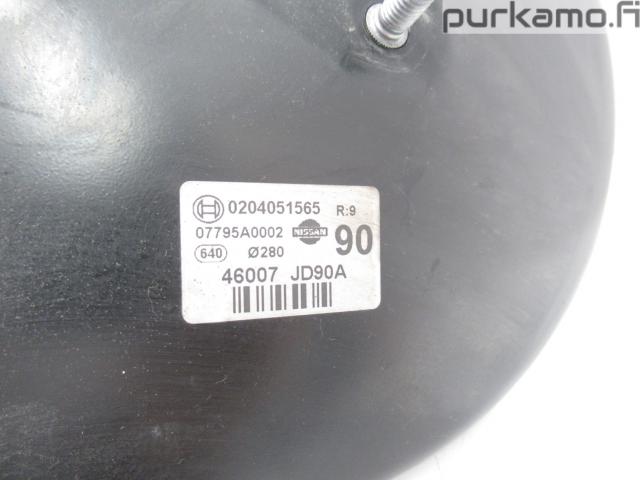 purkamo.fi
0204051565 R:9
07795A0002 NISSAN 90
640 Ø280
46007 JD90A